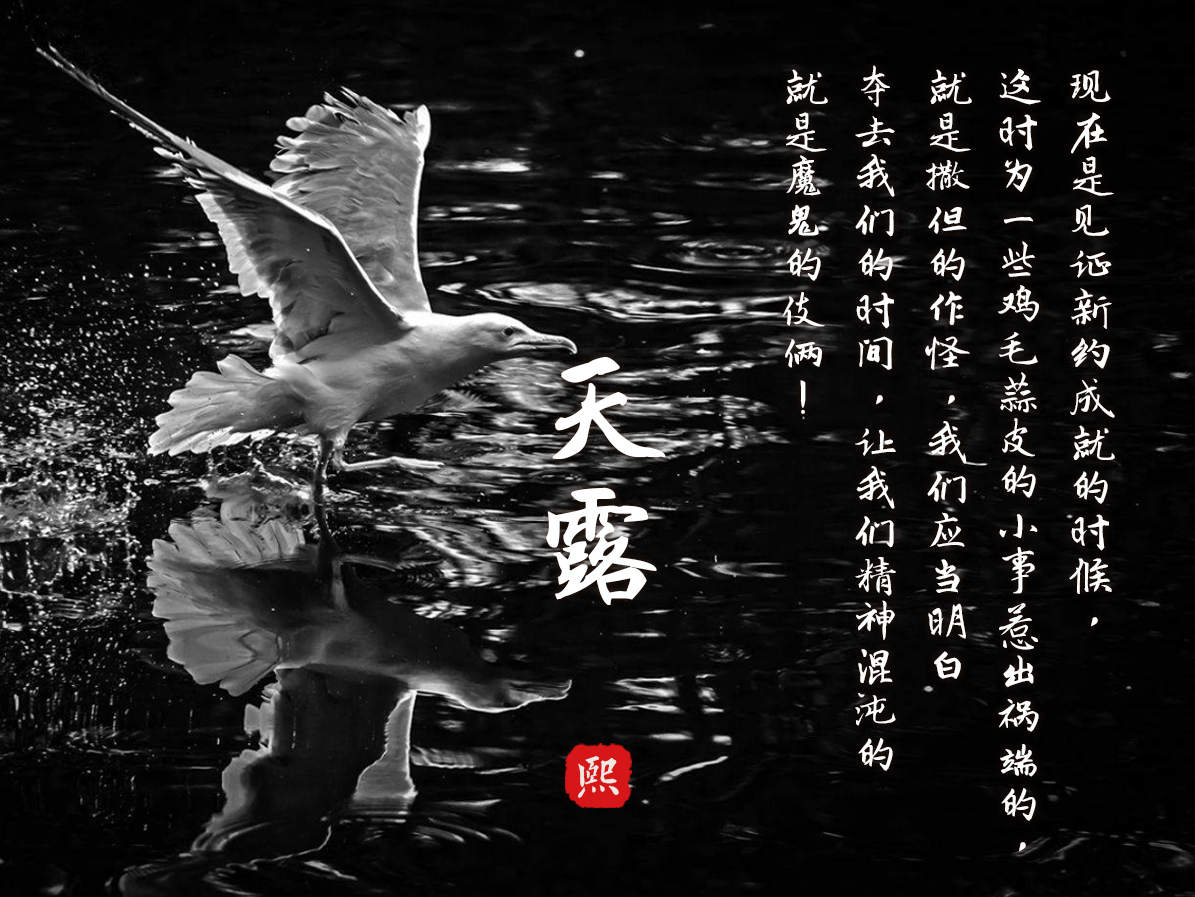 现在是见证新约成就的时候，
这时为一些鸡毛蒜皮的小事惹出祸端的，
就是撒但的作怪，我们应当明白
夺去我们的时间，让我们精神混沌的
就是魔鬼的伎俩！
天露
熙